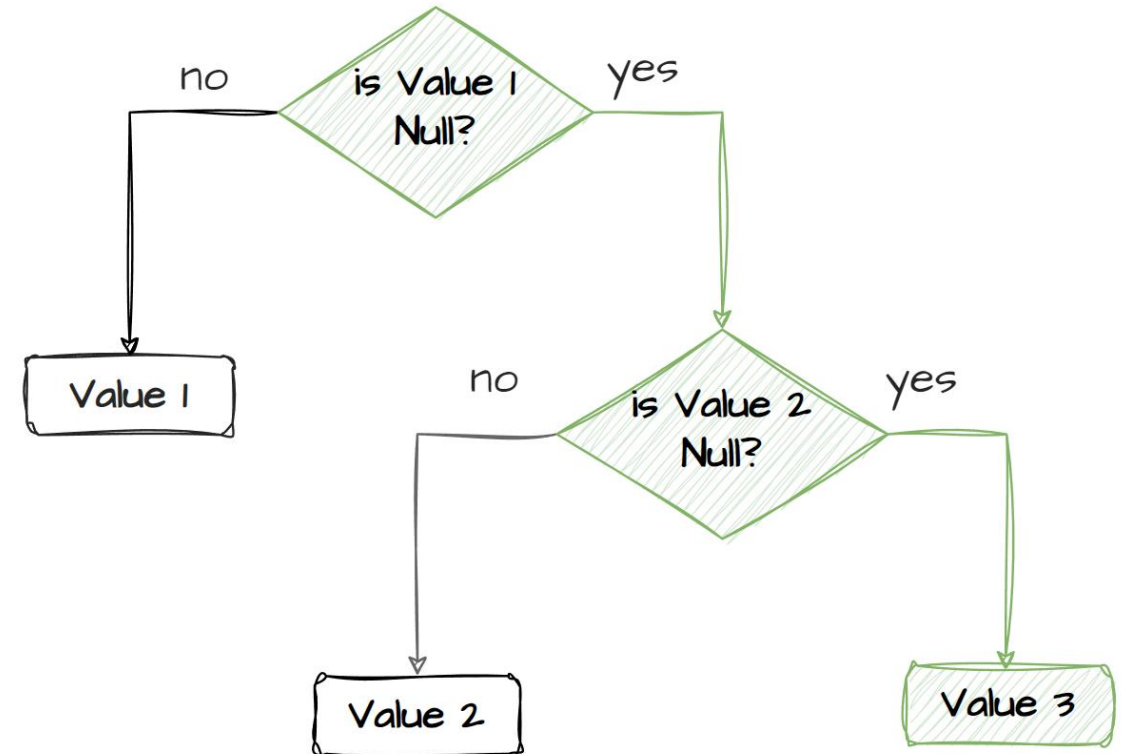 is Value 1
Null?
no
yes
Value 1
is Value 2
Null?
no
yes
Value 2
Value 3